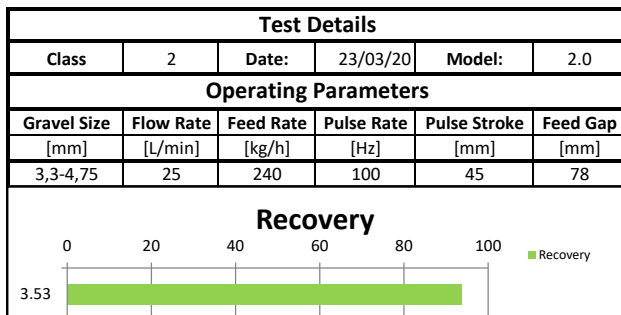 Test Details
Class 2 Date: 23/03/20 Model: 2.0
Operating Parameters
Gravel Size Flow Rate Feed Rate Pulse Rate Pulse Stroke Feed Gap
[mm] [L/min] [kg/h] [Hz] [mm] [mm]
3,3-4,75 25 240 100 45 78
Recovery
0 20 40 60 80 100
Recovery
3.53